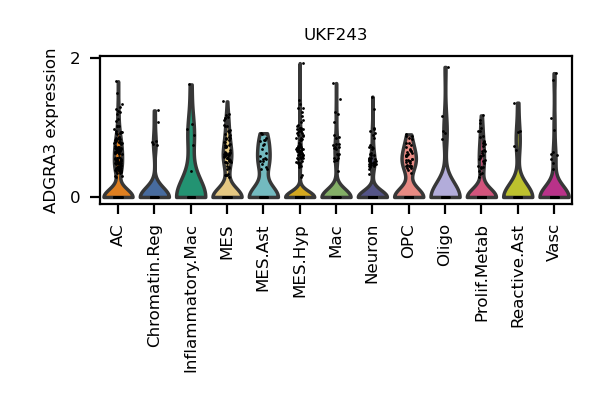 UKF243
ADGRA3 expression
2
0
AC
Chromatin.Reg
Inflammatory.Mac
MES
MES.Ast
MES.Hyp
Mac
Neuron
OPC
Oligo
Prolif.Metab
Reactive.Ast
Vasc